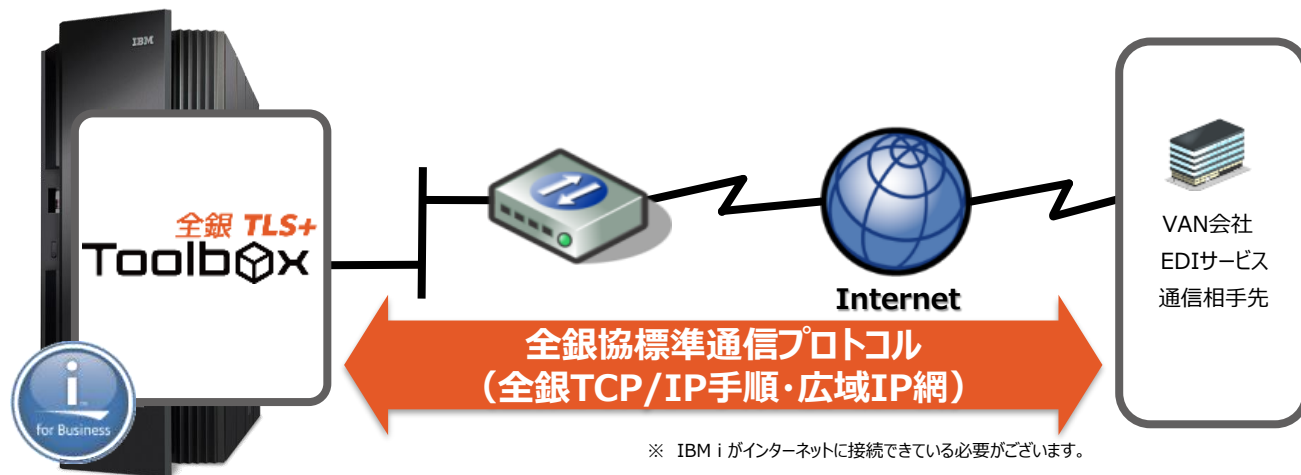 IBM
全銀 TLS+
Toolbox
i
for Business
Internet
全銀協標準通信プロトコル
（全銀TCP/IP手順・広域IP網）
※ IBM i がインターネットに接続できている必要がございます。
VAN会社
EDIサービス
通信相手先